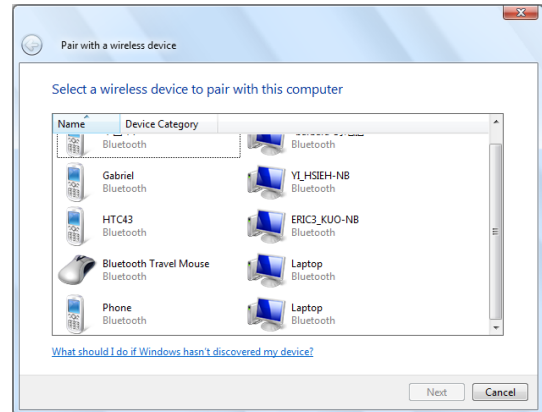 Pair with a wireless device
Select a wireless device to pair with this computer
Name Device Category
Bluetooth Bluetooth
Gabriel YI_HSIEH-NB
Bluetooth Bluetooth
HTC43 ERIC3_KUO-NB
Bluetooth Bluetooth
Bluetooth Travel Mouse Laptop
Bluetooth Bluetooth
Phone Laptop
Bluetooth Bluetooth
What should I do if Windows hasn't discovered my device?
Next Cancel